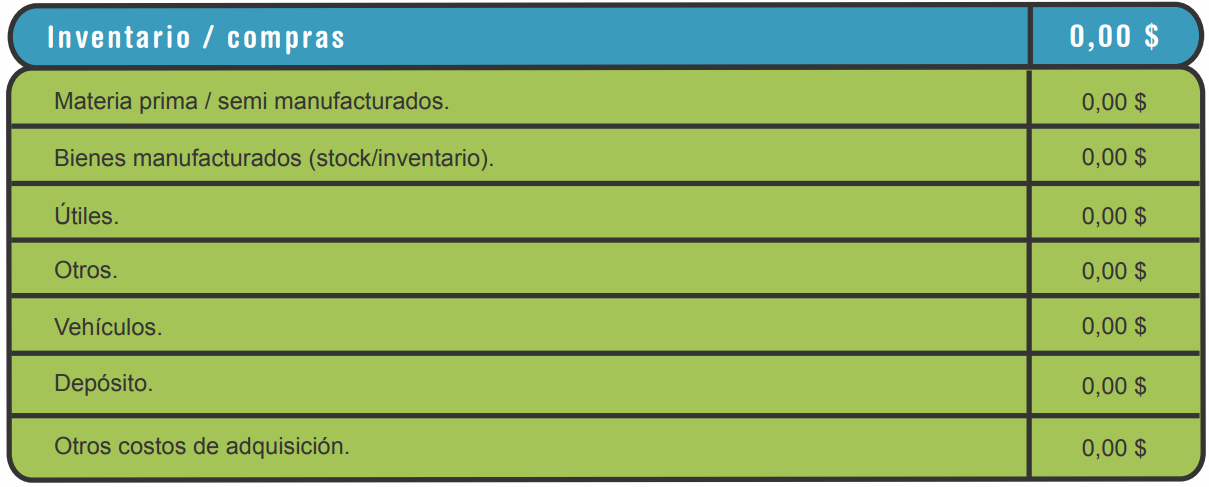 Inventario / compras 0,00 $
Materia prima / semi manufacturados. 0,00 $
Bienes manufacturados (stock/inventario). 0,00 $
Útiles. 0,00 $
Otros. 0,00 $
Vehículos. 0,00 $
Depósito. 0,00 $
Otros costos de adquisición. 0,00 $